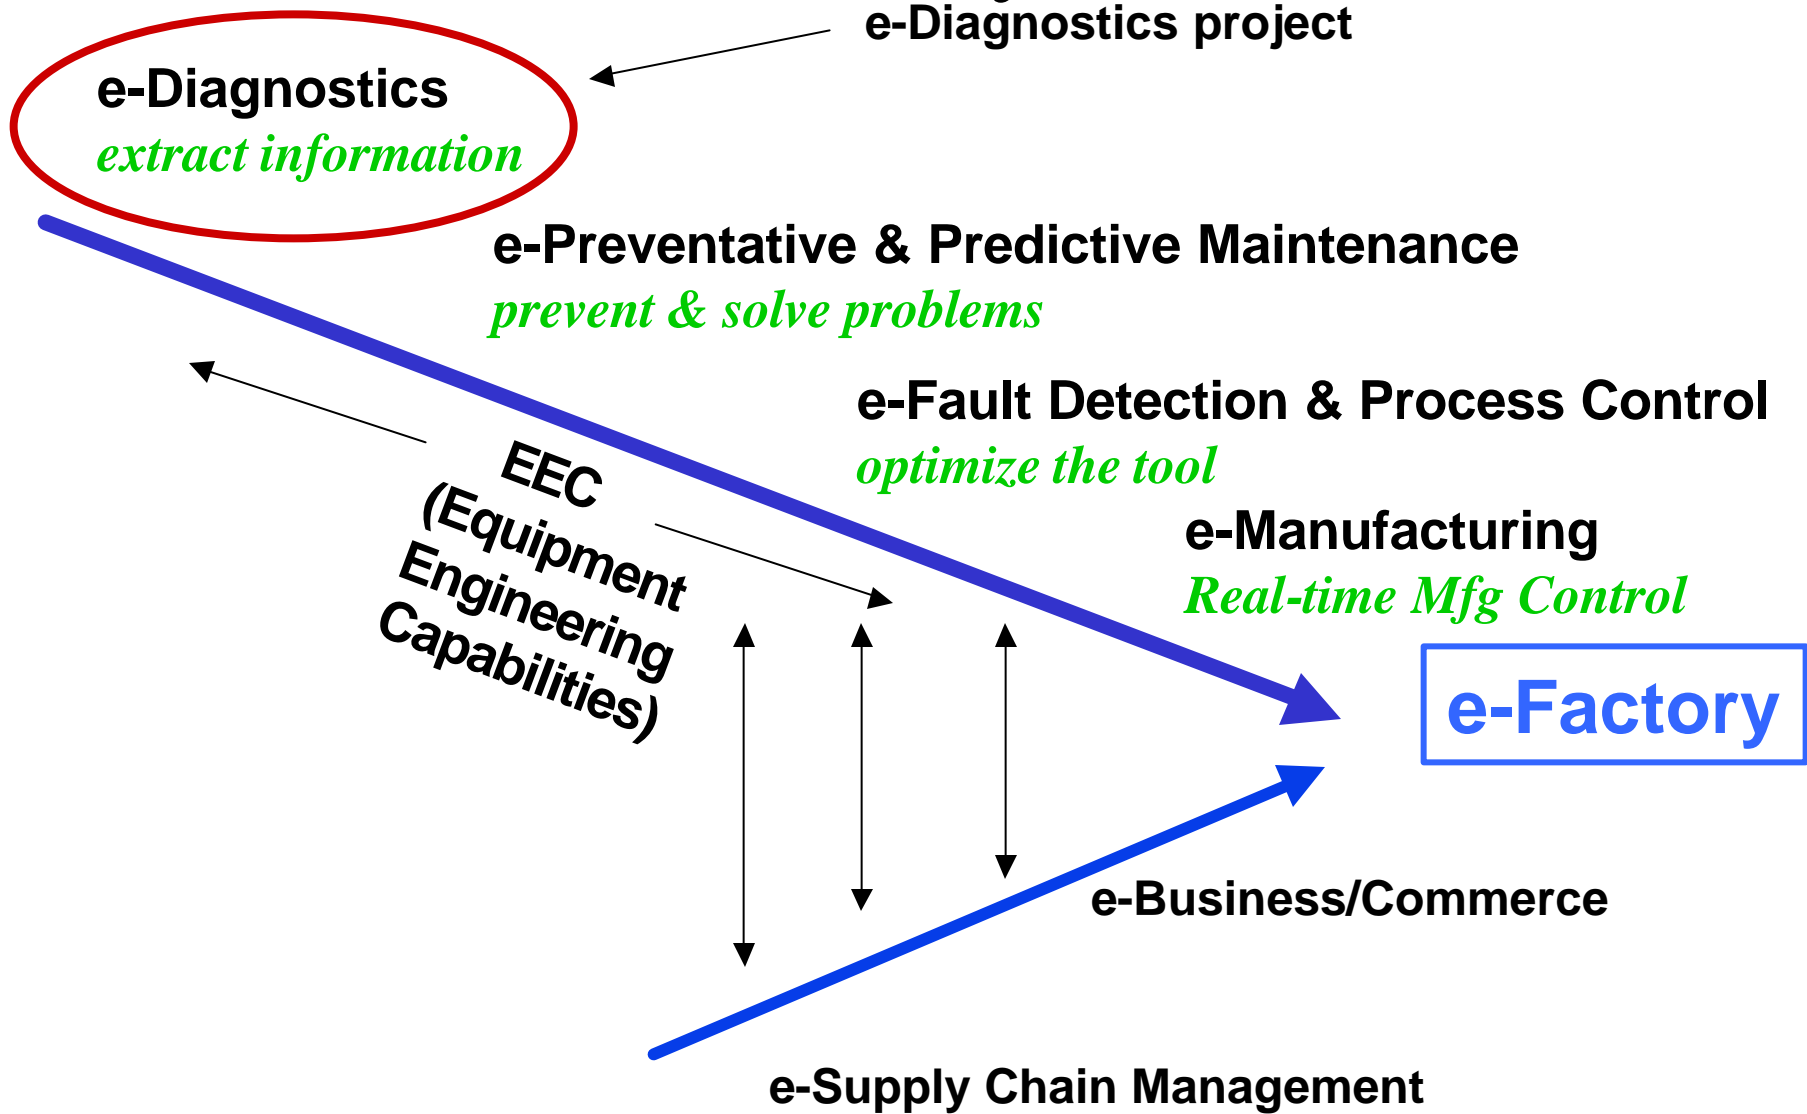 e-Diagnostics project
e-Diagnostics
extract information
e-Preventative & Predictive Maintenance
prevent & solve problems
e-Fault Detection & Process Control
optimize the tool
EEC
(Equipment
Engineering
Capabilities)
e-Manufacturing
Real-time Mfg Control
e-Factory
e-Business/Commerce
e-Supply Chain Management